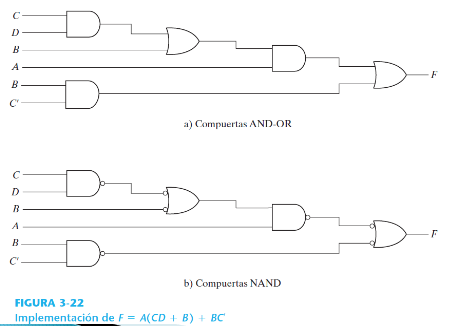 C
D
B
A
B
C'
F
a) Compuertas AND-OR
C
D
B
A
B
C'
F
b) Compuertas NAND
FIGURA 3-22
Implementación de F = A(CD + B) + BC'